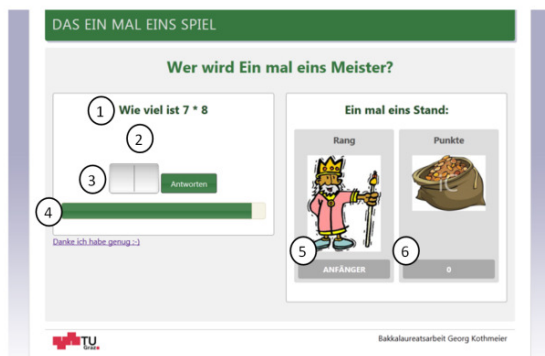 DAS EIN MAL EINS SPIEL
Wer wird Ein mal eins Meister?
1 Wie viel ist 7 * 8
2
3
Antworten
4
Danke ich habe genug :-)
Ein mal eins Stand:
Rang
Punkte
5
6
ANFÄNGER
0
TU
Graz
Bakkalaureatsarbeit Georg Kothmeier